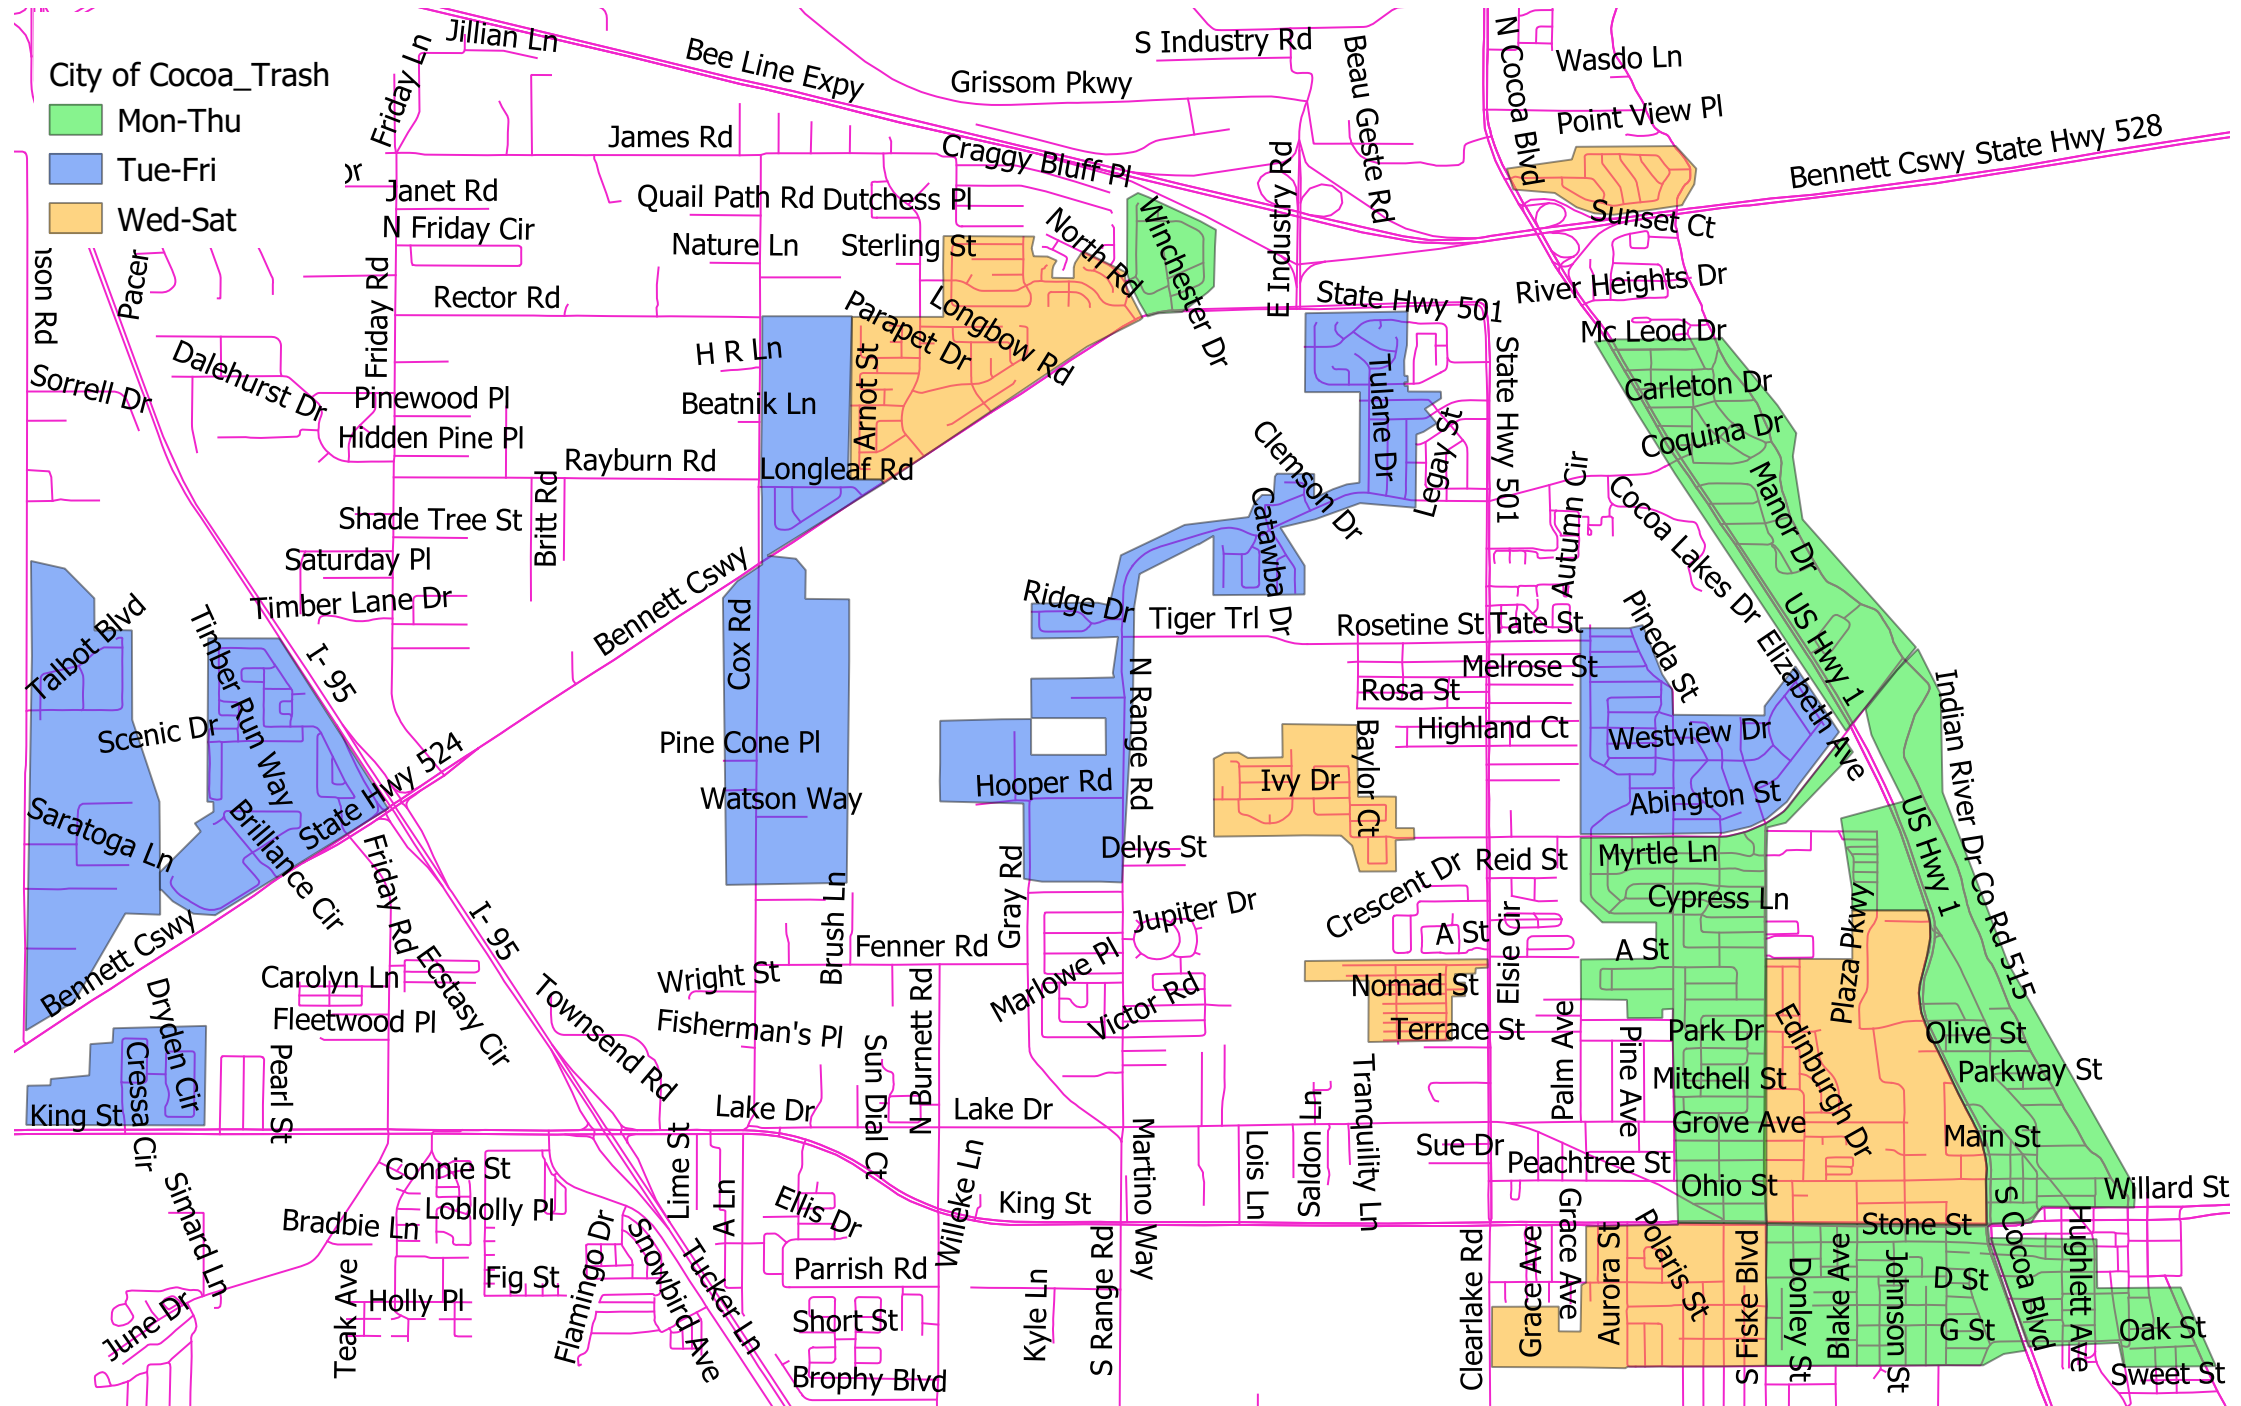 City of Cocoa_Trash
Mon-Thu
Tue-Fri
Wed-Sat
Jillian Ln
Friday Ln
Bee Line Expy
S Industry Rd
Grissom Pkwy
Beau Geste Rd
N Cocoa Blvd
Wasdo Ln
Point View Pl
Bennett Cswy State Hwy 528
James Rd
Craggy Bluff Pl
E Industry Rd
Janet Rd
Quail Path Rd
Dutchess Pl
N Friday Cir
Nature Ln
Sterling St
North Rd
Winchester Dr
Sunset Ct
son Rd
Pacer
Friday Rd
Rector Rd
Longbow Rd
Parapet Dr
State Hwy 501
River Heights Dr
Mc Leod Dr
Dalehurst Dr
H R Ln
Arnot St
Tulane Dr
State Hwy 501
Sorrell Dr
Pinewood Pl
Beatnik Ln
Carleton Dr
Hidden Pine Pl
Clemson Dr
Legay St
Coquina Dr
Rayburn Rd
Longleaf Rd
Manor Dr
Autumn Cir
Cocoa Lakes Dr
Britt Rd
Shade Tree St
Catawba Dr
Saturday Pl
Bennett Cswy
Timber Lane Dr
Ridge Dr
Tiger Trl
Rosetine St
Tate St
Pineda St
US Hwy 1
Talbot Blvd
Timber Run Way
I- 95
Cox Rd
N Range Rd
Melrose St
Rosa St
Elizabeth Ave
Indian River Dr Co Rd 515
Scenic Dr
Pine Cone Pl
Highland Ct
Westview Dr
State Hwy 524
Baylor Ct
Hooper Rd
Ivy Dr
Watson Way
Abington St
Saratoga Ln
Brilliance Cir
Friday Rd
Delys St
Reid St
Myrtle Ln
US Hwy 1
Crescent Dr
Cypress Ln
Brush Ln
Gray Rd
Jupiter Dr
Plaza Pkwy
Bennett Cswy
I- 95
Fenner Rd
A St
Elsie Cir
A St
Ecstasy Cir
Carolyn Ln
Wright St
Marlowe Pl
Nomad St
Dryden Cir
Townsend Rd
N Burnett Rd
Victor Rd
Fleetwood Pl
Fisherman's Pl
Terrace St
Park Dr
Edinburgh Dr
Olive St
Cressa Cir
Pearl St
Sun Dial Ct
Tranquility Ln
Palm Ave
Pine Ave
Mitchell St
Parkway St
King St
Lake Dr
Lake Dr
Saldon Ln
Grove Ave
Main St
Martino Way
Lois Ln
Sue Dr
Peachtree St
Connie St
Lime St
Willeke Ln
Ohio St
Willard St
Simard Ln
Loblolly Pl
A Ln
Ellis Dr
King St
Bradbie Ln
Stone St
S Cocoa Blvd
Hughlett Ave
Flamingo Dr
Snowbird Ave
Tucker Ln
S Range Rd
Clearlake Rd
Grace Ave
Grace Ave
Aurora St
Polaris St
S Fiske Blvd
Donley St
Blake Ave
Johnson St
D St
Parrish Rd
Fig St
Holly Pl
Teak Ave
June Dr
Short St
Kyle Ln
G St
Oak St
Brophy Blvd
Sweet St